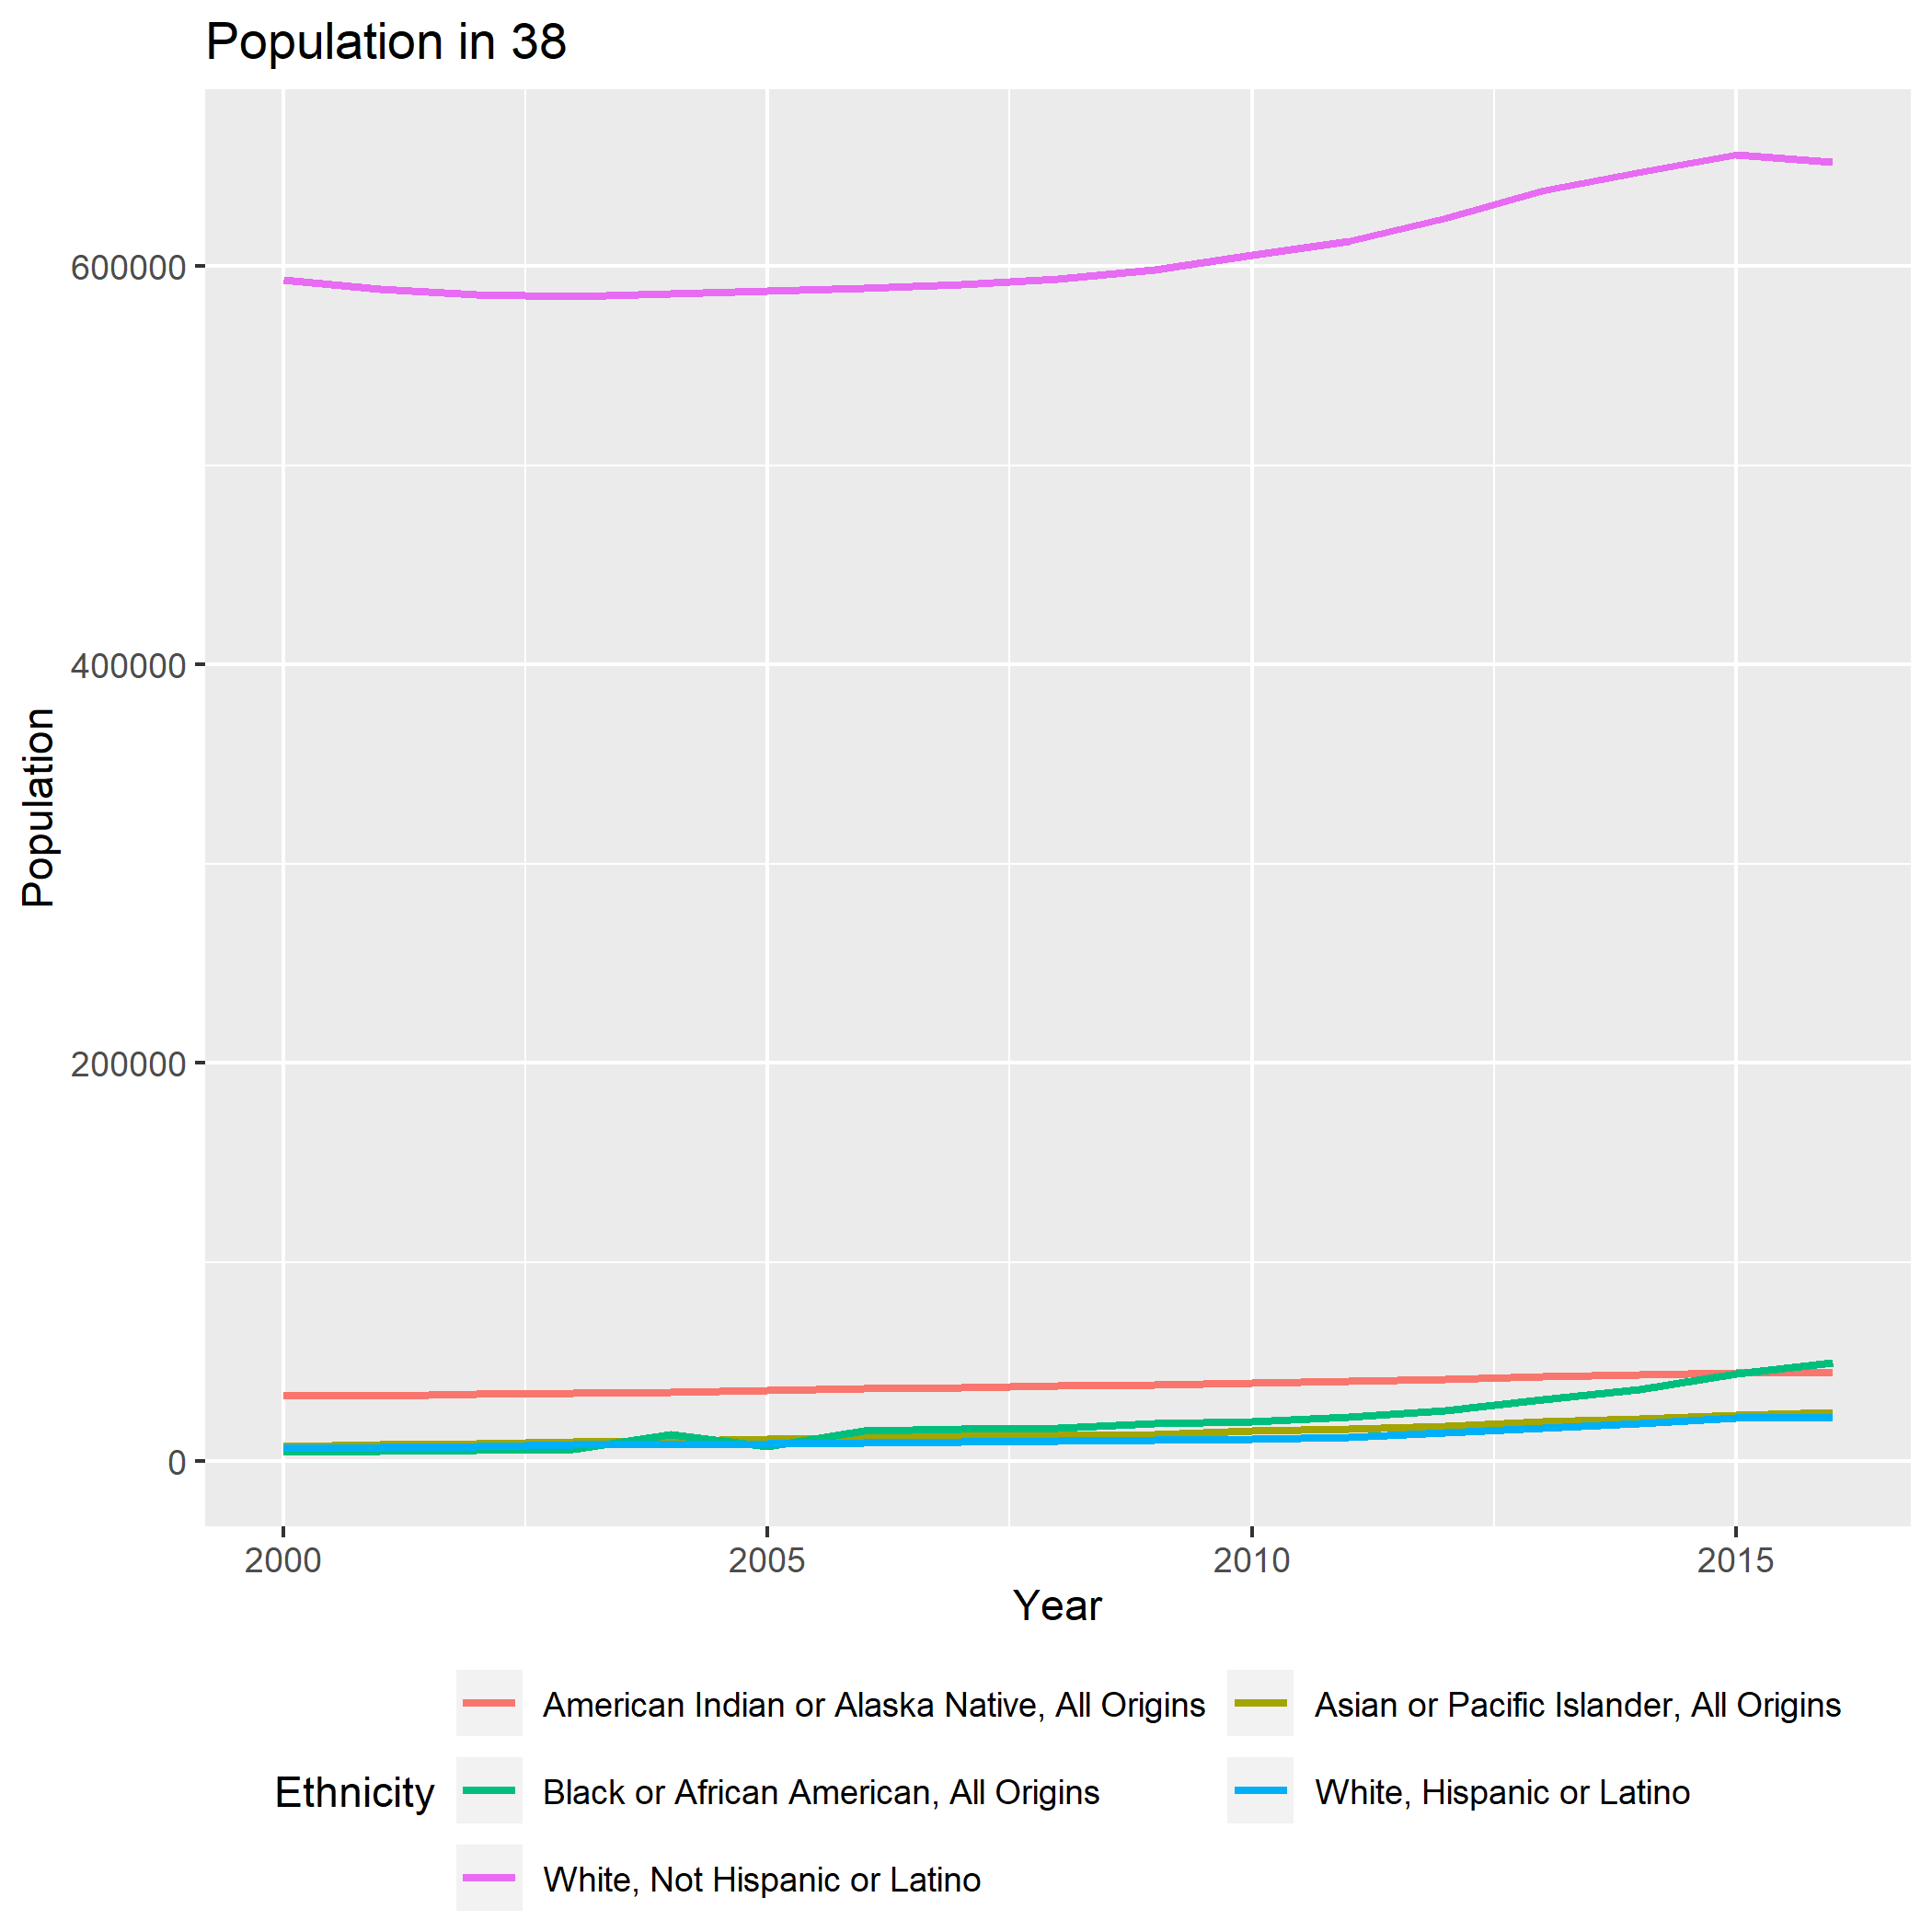 Population in 38
600000
400000
200000
0
Population
2000 2005 2010 2015
Year
Ethnicity
American Indian or Alaska Native, All Origins
Asian or Pacific Islander, All Origins
Black or African American, All Origins
White, Hispanic or Latino
White, Not Hispanic or Latino